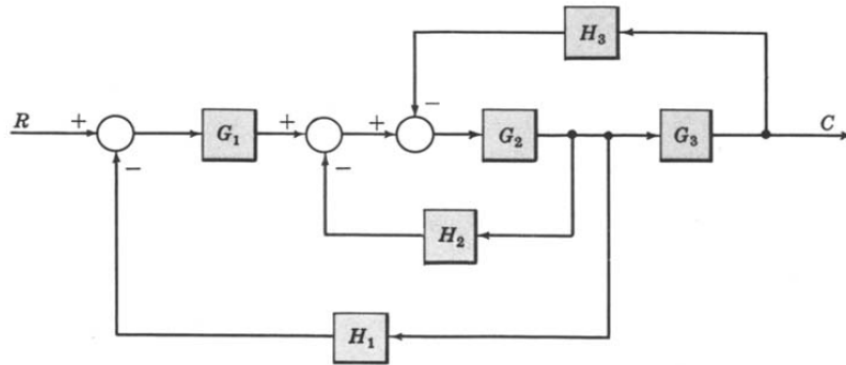 H₃
R + G₁ + + G₂ G₃ C
−
− −
H₂
H₁